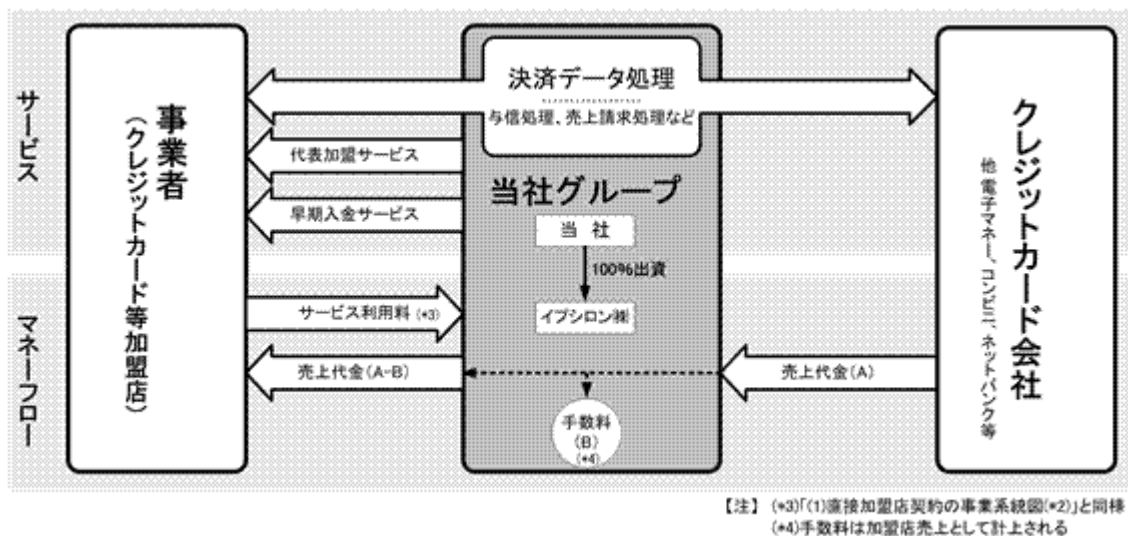 サービス
マネーフロー
事業者
（クレジットカード等加盟店）
決済データ処理
与信処理、売上請求処理など
代表加盟サービス
早期入金サービス
当社グループ
当 社
100%出資
イプシロン㈱
サービス利用料 (*3)
売上代金(A-B)
売上代金(A)
手数料
(B)
(*4)
クレジットカード会社
他 電子マネー、コンビニ、ネットバンク等
【注】 (*3)「(1)直接加盟店契約の事業系統図(*2)」と同様
(*4)手数料は加盟店売上として計上される